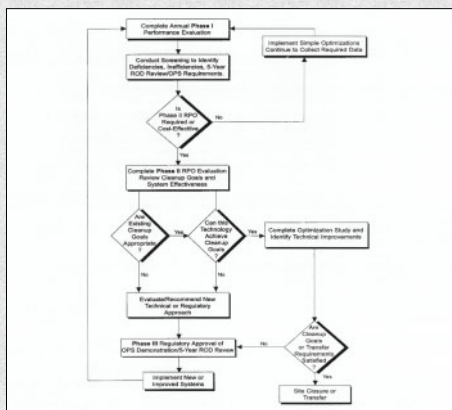 Complete Annual Phase I
Performance Evaluation
Implement Simple Optimizations
Continue to Collect Required Data
Conduct Screening to Identify
Deficiencies, Inefficiencies, 5-Year
ROD Review/OPS Requirements.
Is
Phase II RPO
Required or
Cost-Effective
?
No
Yes
Complete Phase II RPO Evaluation
Review Cleanup Goals and
System Effectiveness
Are
Existing
Cleanup
Goals
Appropriate
?
Yes
Can this
Technology
Achieve
Cleanup
Goals
?
Yes
Complete Optimization Study and
Identify Technical Improvements
No
No
Evaluate/Recommend New
Technical or Regulatory
Approach
Phase III Regulatory Approval of
OPS Demonstration/5-Year ROD Review
No
Are
Cleanup
Goals
or Transfer
Requirements
Satisfied
?
Yes
Implement New or
Improved Systems
Site Closure or
Transfer